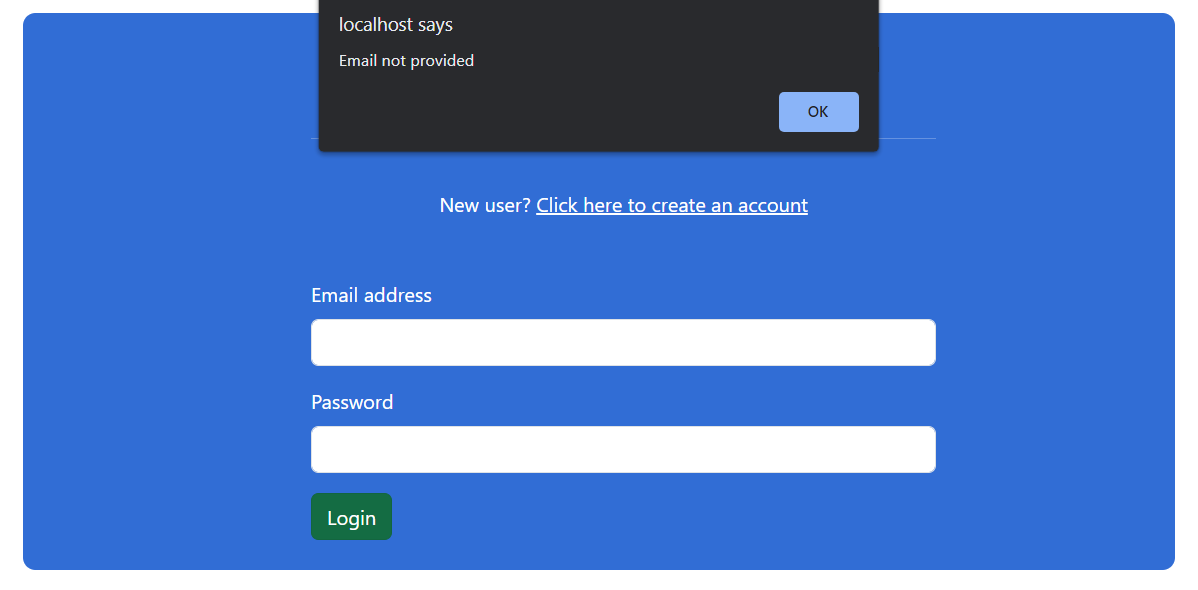 localhost says
Email not provided
OK
New user? Click here to create an account
Email address
Password
Login